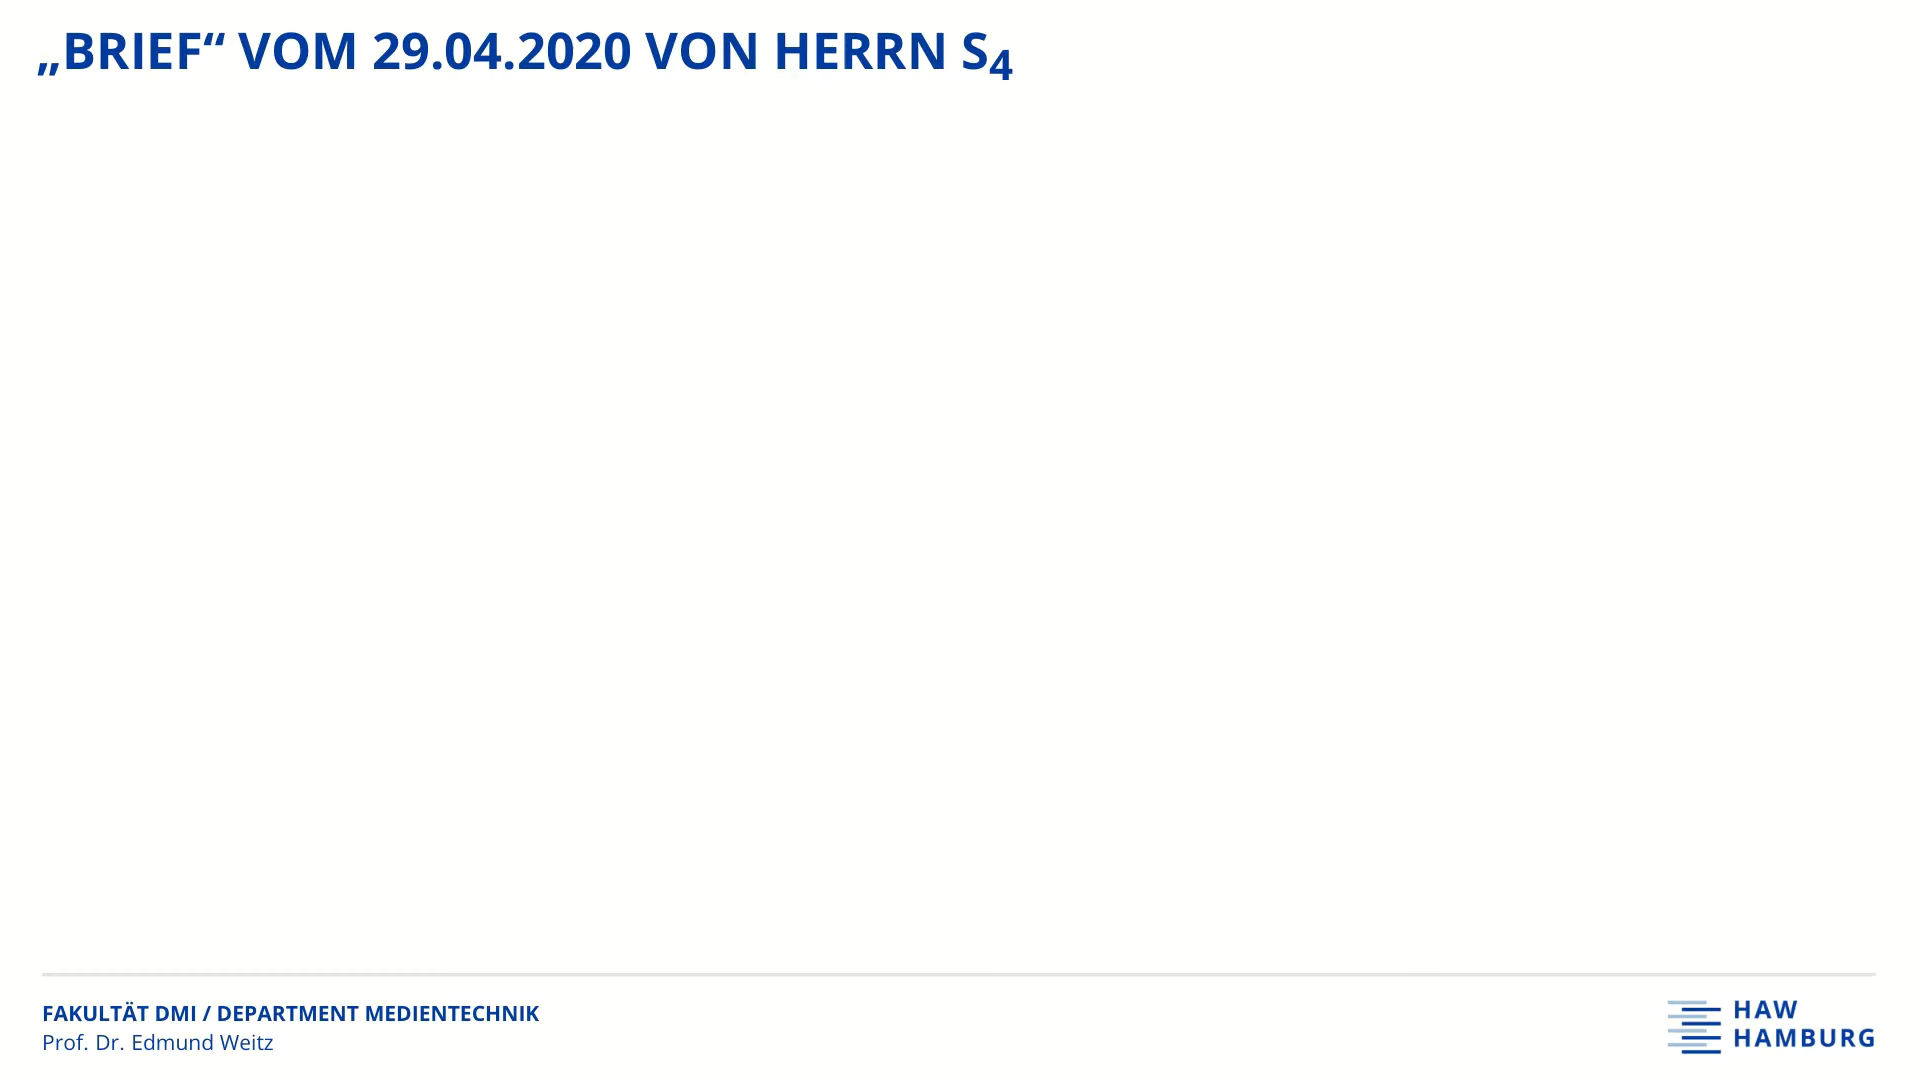 „BRIEF“ VOM 29.04.2020 VON HERRN S₄
FAKULTÄT DMI / DEPARTMENT MEDIENTECHNIK
Prof. Dr. Edmund Weitz
HAW
HAMBURG